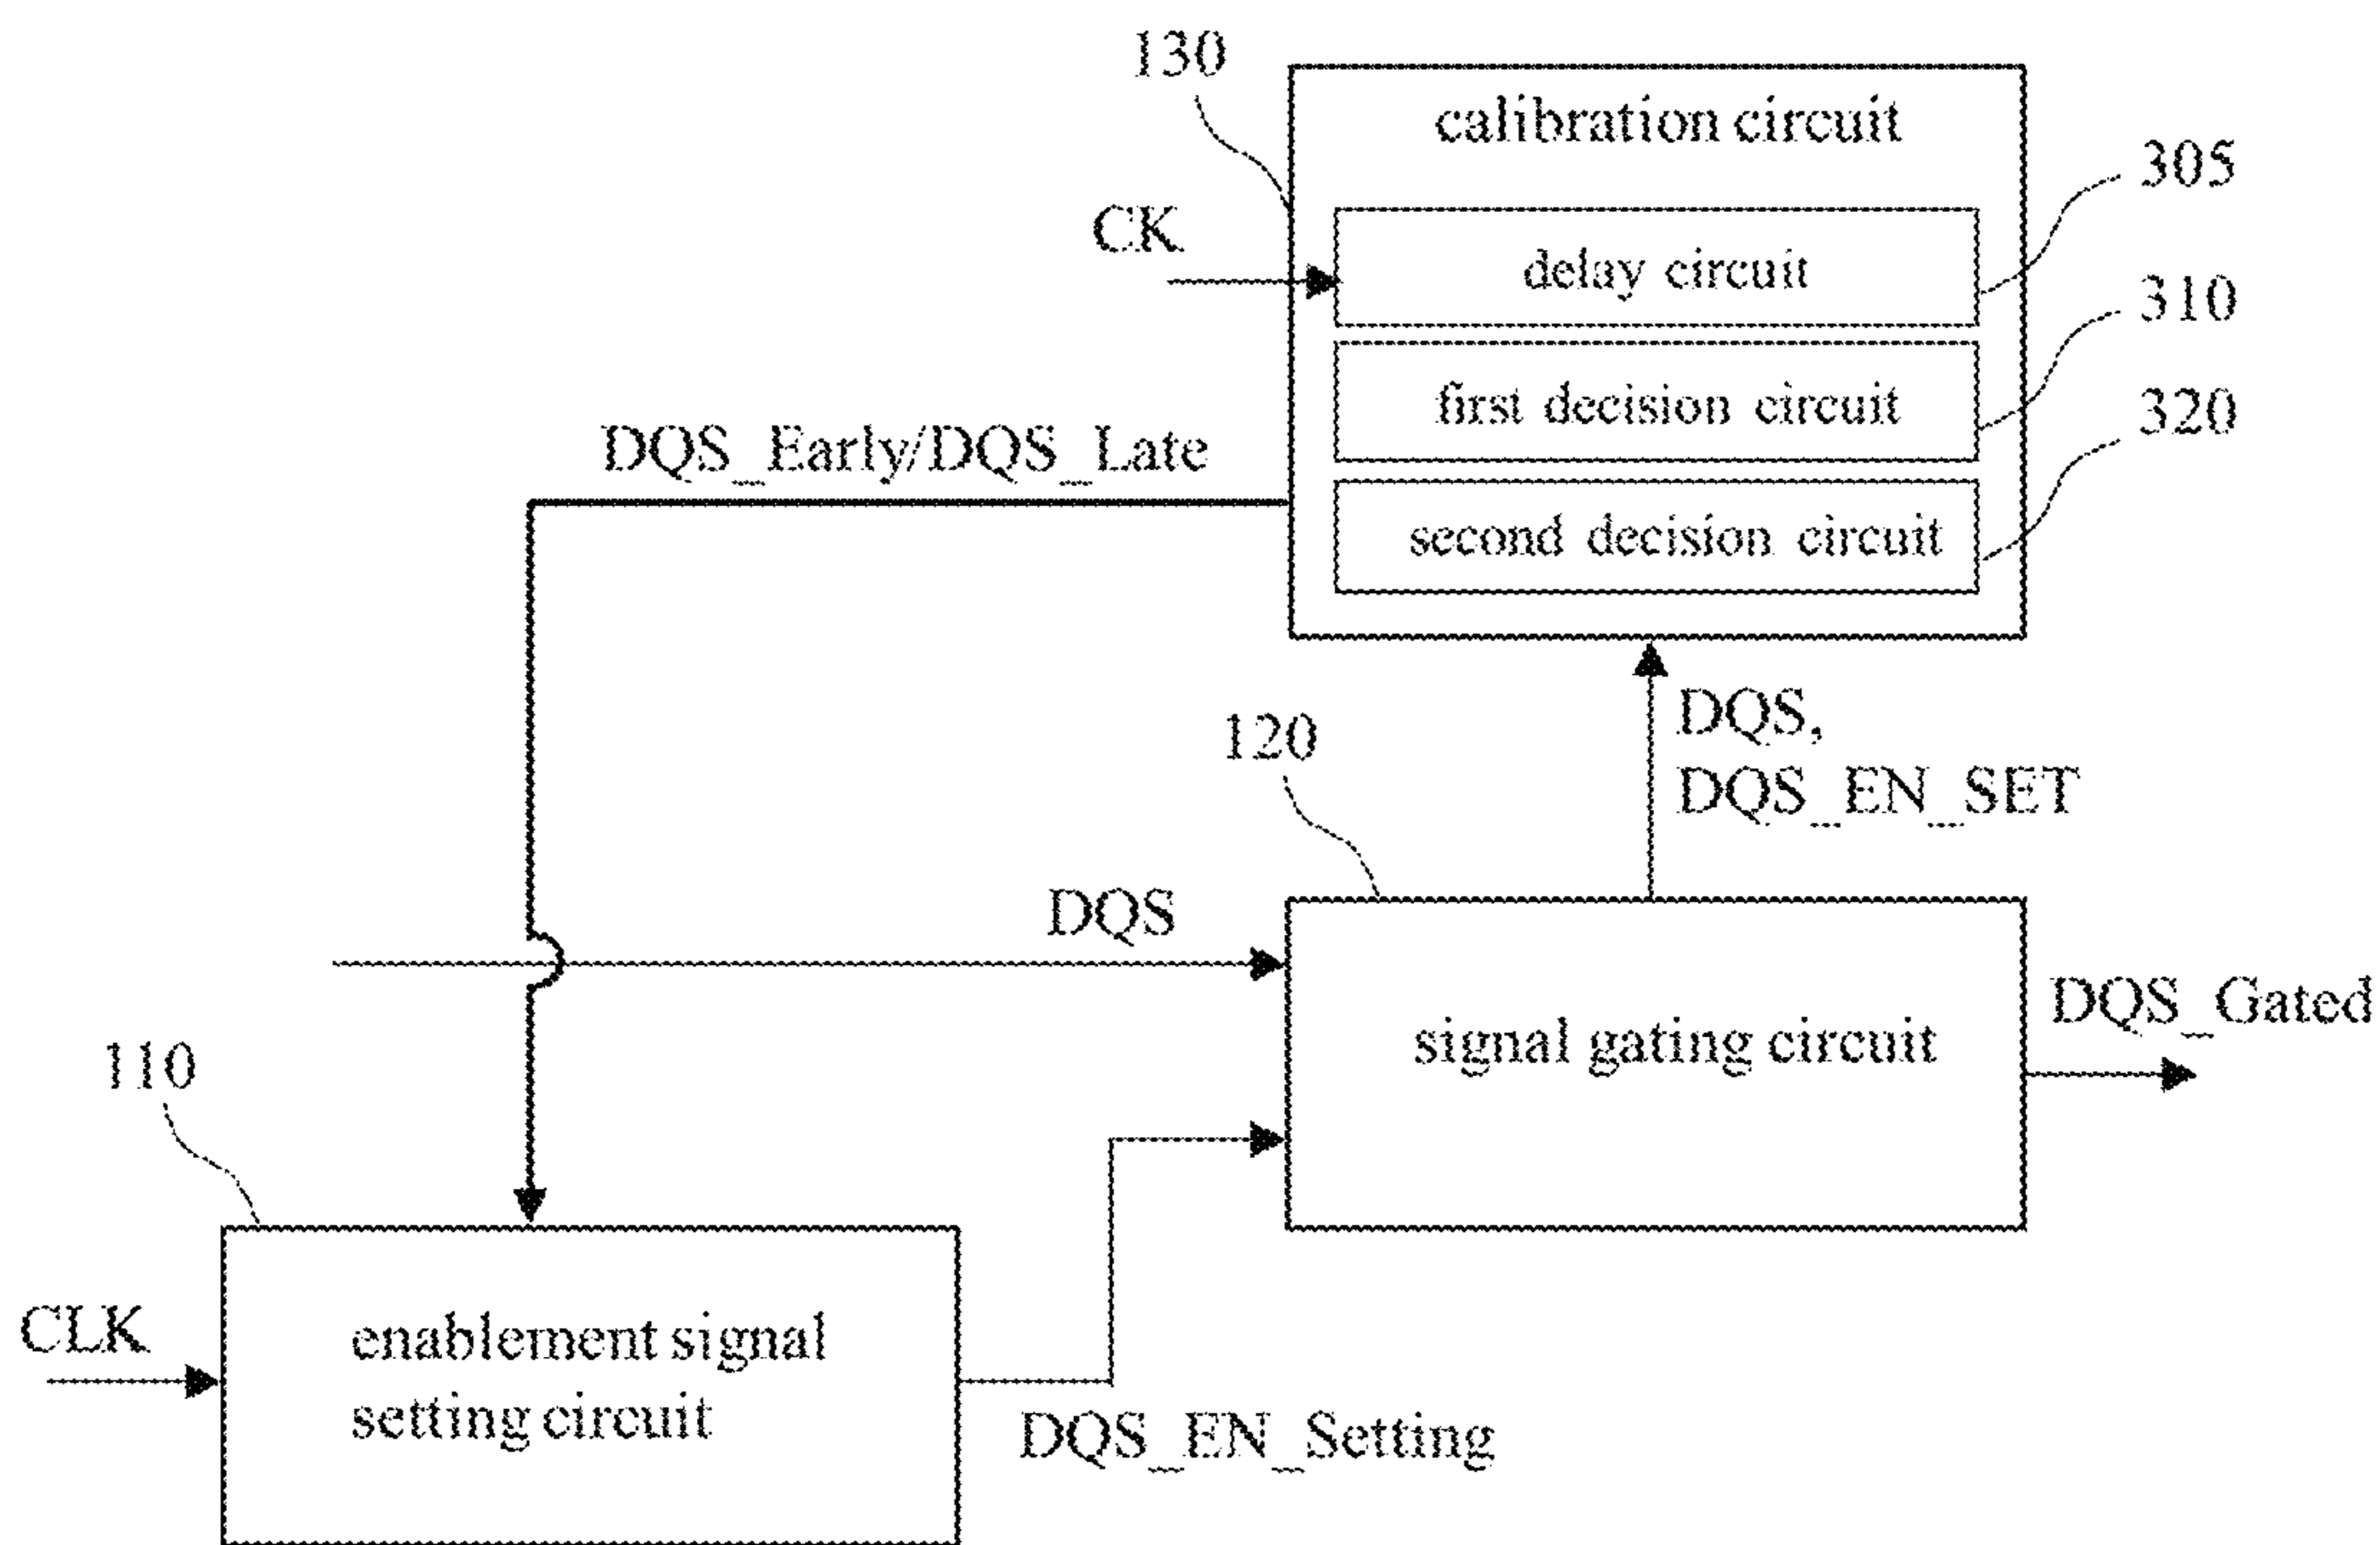 130
calibration circuit
305
CK
delay circuit
310
first decision circuit
320
DQS_Early/DQS_Late
second decision circuit
120
DQS,
DQS_EN_SET
DQS
DQS_Gated
signal gating circuit
110
CLK
enablement signal
setting circuit
DQS_EN_Setting